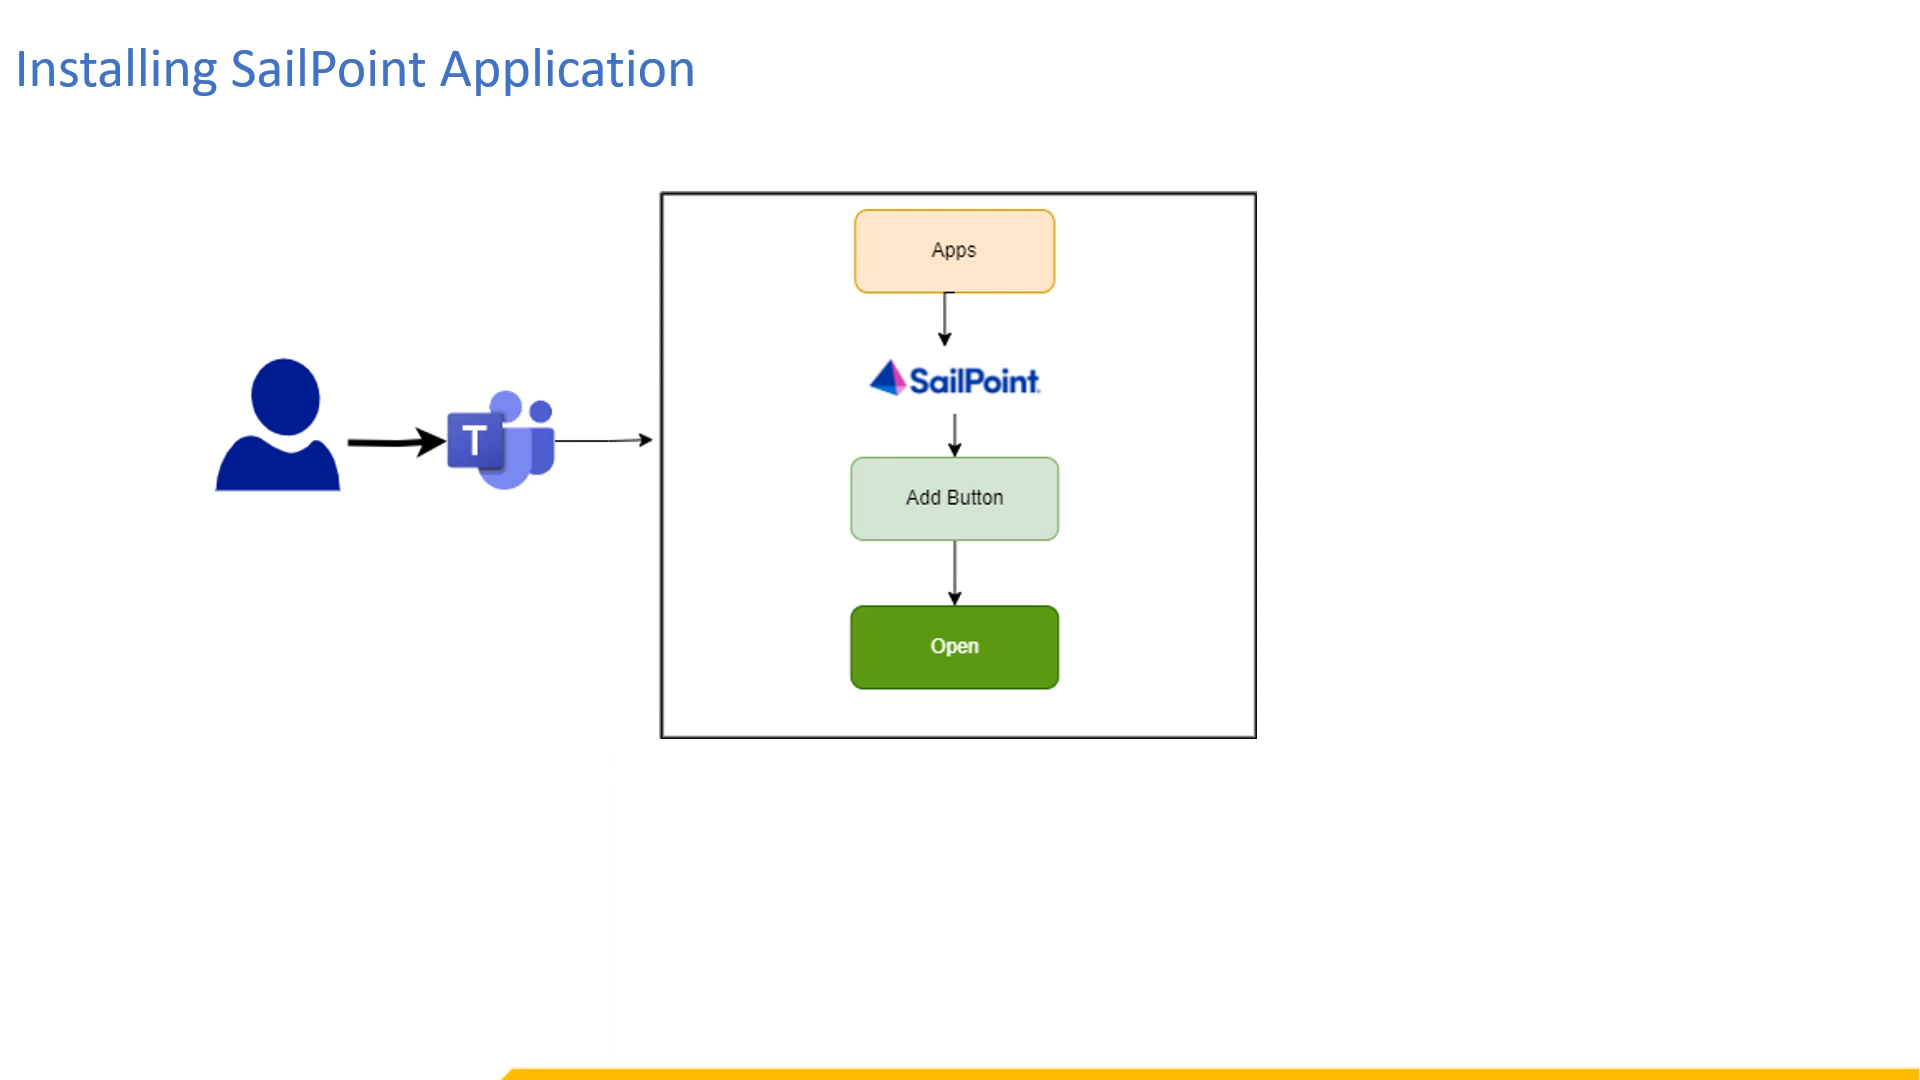 Installing SailPoint Application
Apps
SailPoint
T
Add Button
Open